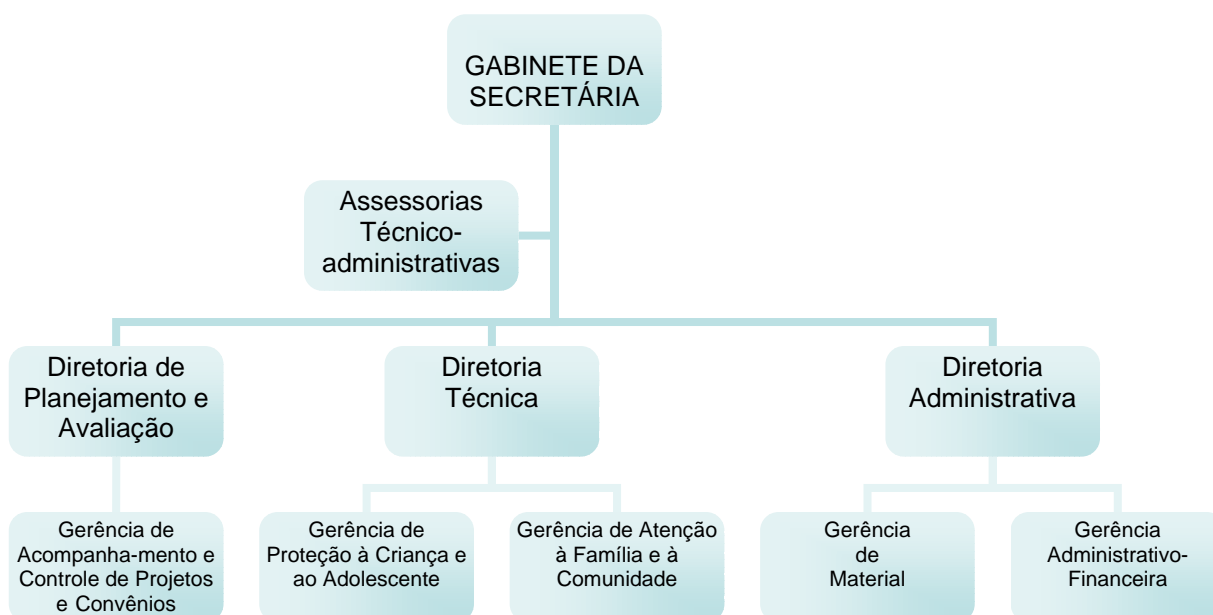 GABINETE DA
SECRETÁRIA
Assessorias
Técnico-
administrativas
Diretoria de
Planejamento e
Avaliação
Diretoria
Técnica
Diretoria
Administrativa
Gerência de
Acompanha-mento e
Controle de Projetos
e Convênios
Gerência de
Proteção à Criança e
ao Adolescente
Gerência de Atenção
à Família e à
Comunidade
Gerência
de
Material
Gerência
Administrativo-
Financeira